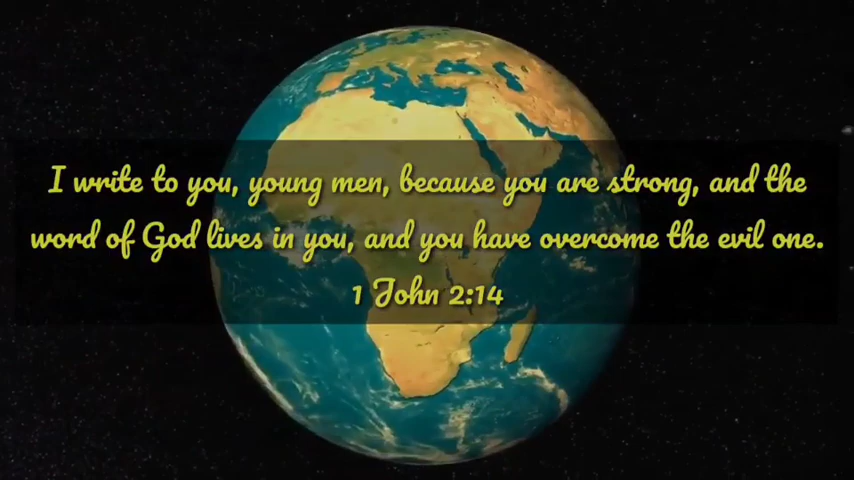 I write to you, young men, because you are strong, and the
word of God lives in you, and you have overcome the evil one.
1 John 2:14